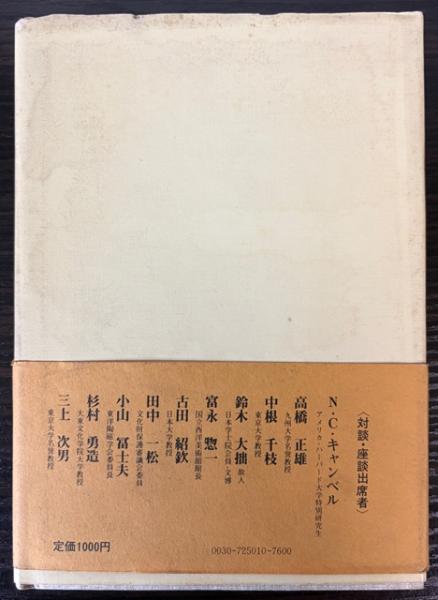 〈対談・座談出席者〉
N・C・キャンベル
アメリカ・ハーバード大学特別研究生
高橋 正雄
九州大学名誉教授
中根 千枝
東京大学教授
鈴木 大拙 故人
日本学士院会員・文博
富永 惣一
国立西洋美術館館長
古田 紹欽
日本大学教授
田中 一松
文化財保護審議会委員
小山 冨士夫
東洋陶磁学会委員長
杉村 勇造
大東文化学院大学教授
三上 次男
東京大学名誉教授
定価1000円
0030-725010-7600